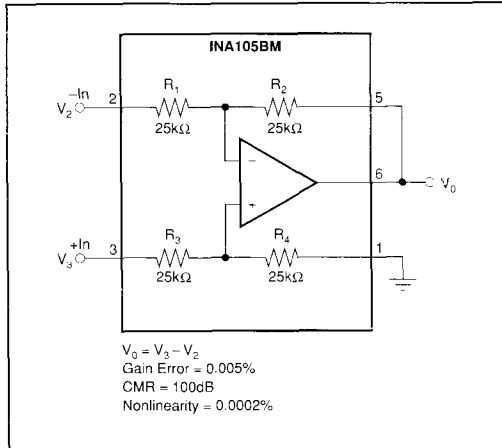 INA105BM
R₁
R₂
–In
V₂
2
25kΩ
25kΩ
5
–
6
V₀
+
+In
V₃
3
R₃
R₄
1
25kΩ
25kΩ
V₀ = V₃ – V₂
Gain Error = 0.005%
CMR = 100dB
Nonlinearity = 0.0002%